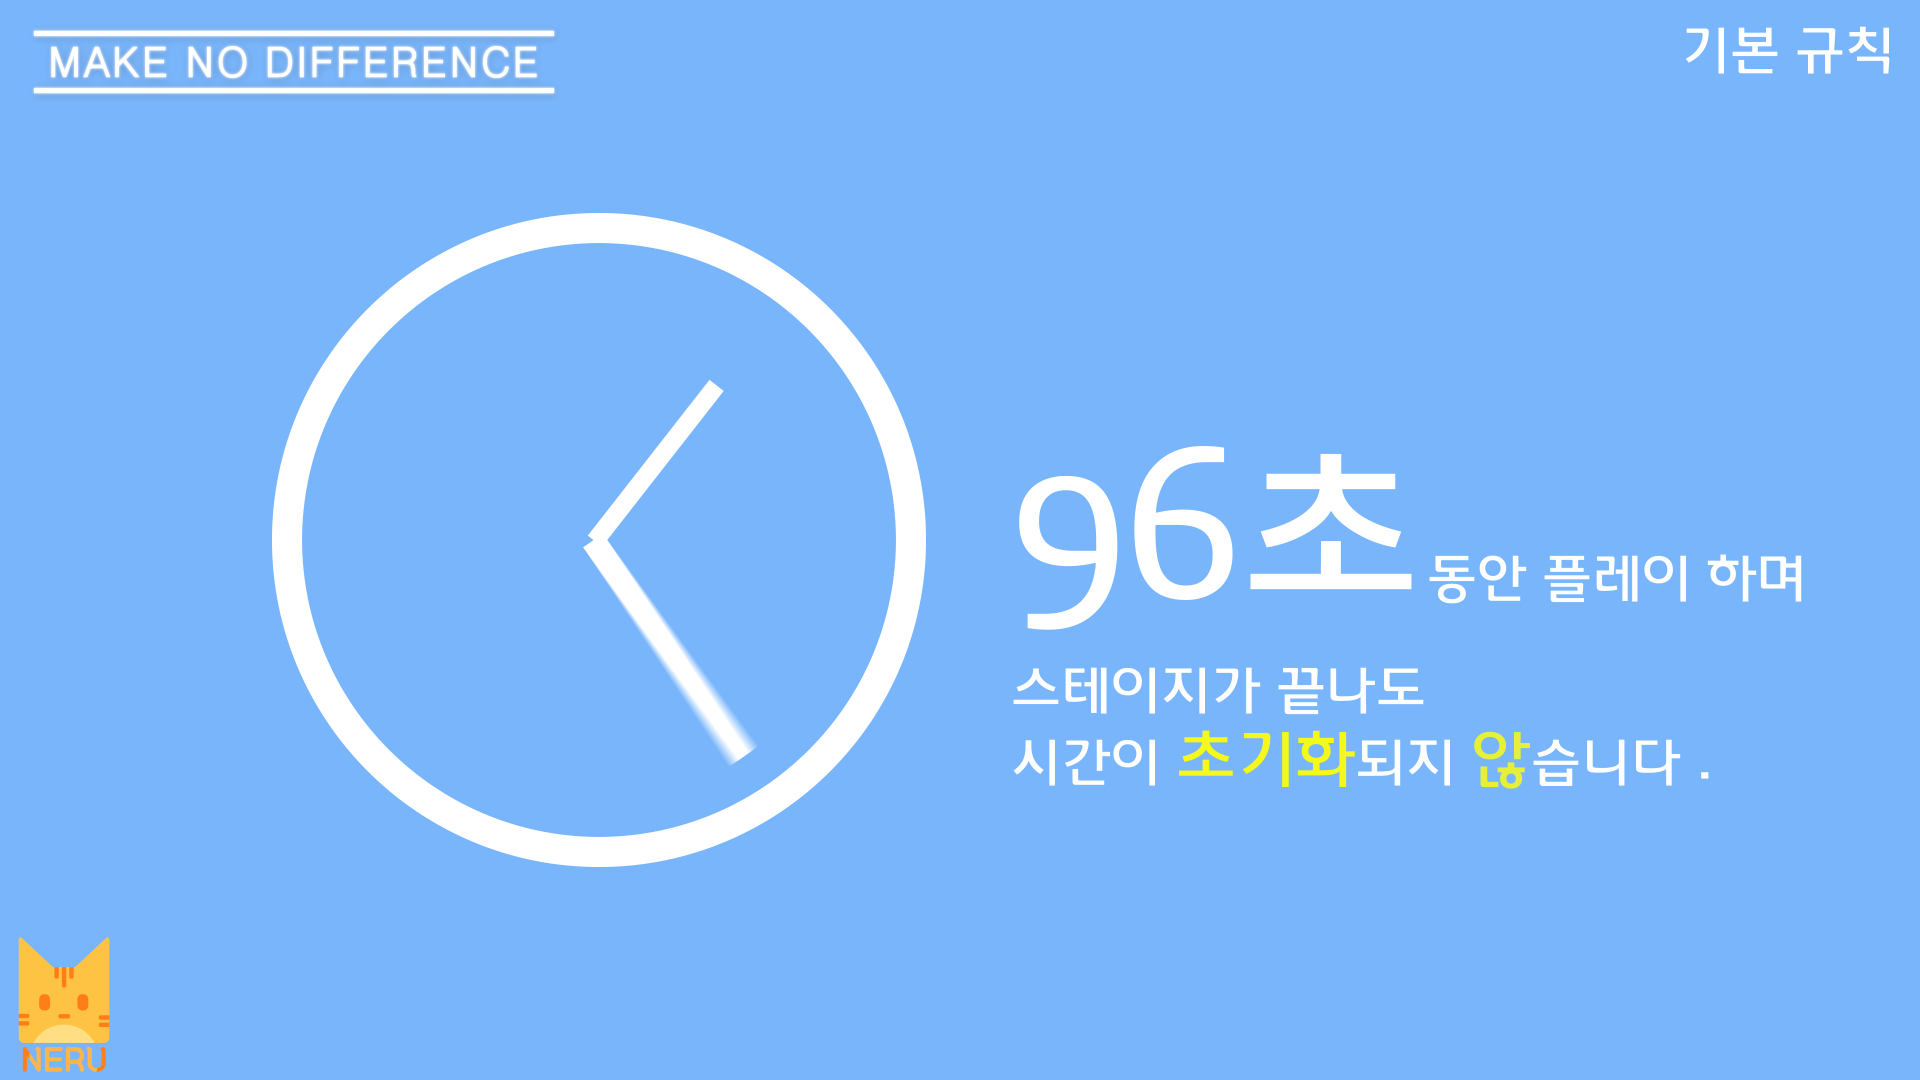 MAKE NO DIFFERENCE
기본 규칙
96초 동안 플레이 하며
스테이지가 끝나도
시간이 초기화되지 않습니다 .
NERU